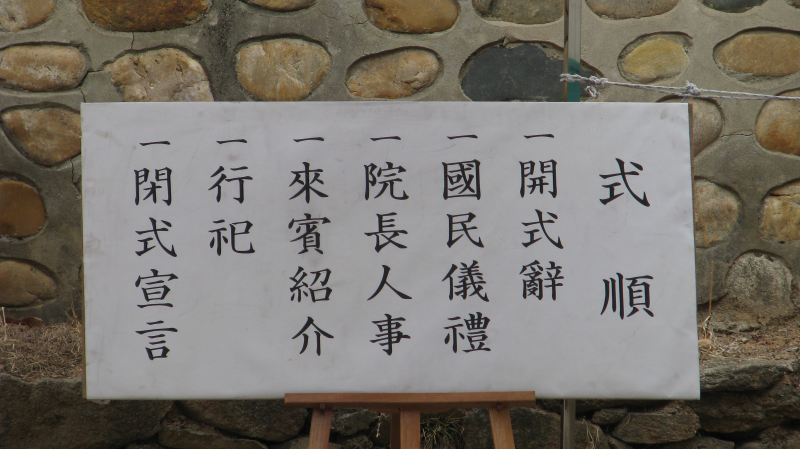 式順
一開式辭
一國民儀禮
一院長人事
一來賓紹介
一行祀
一閉式宣言